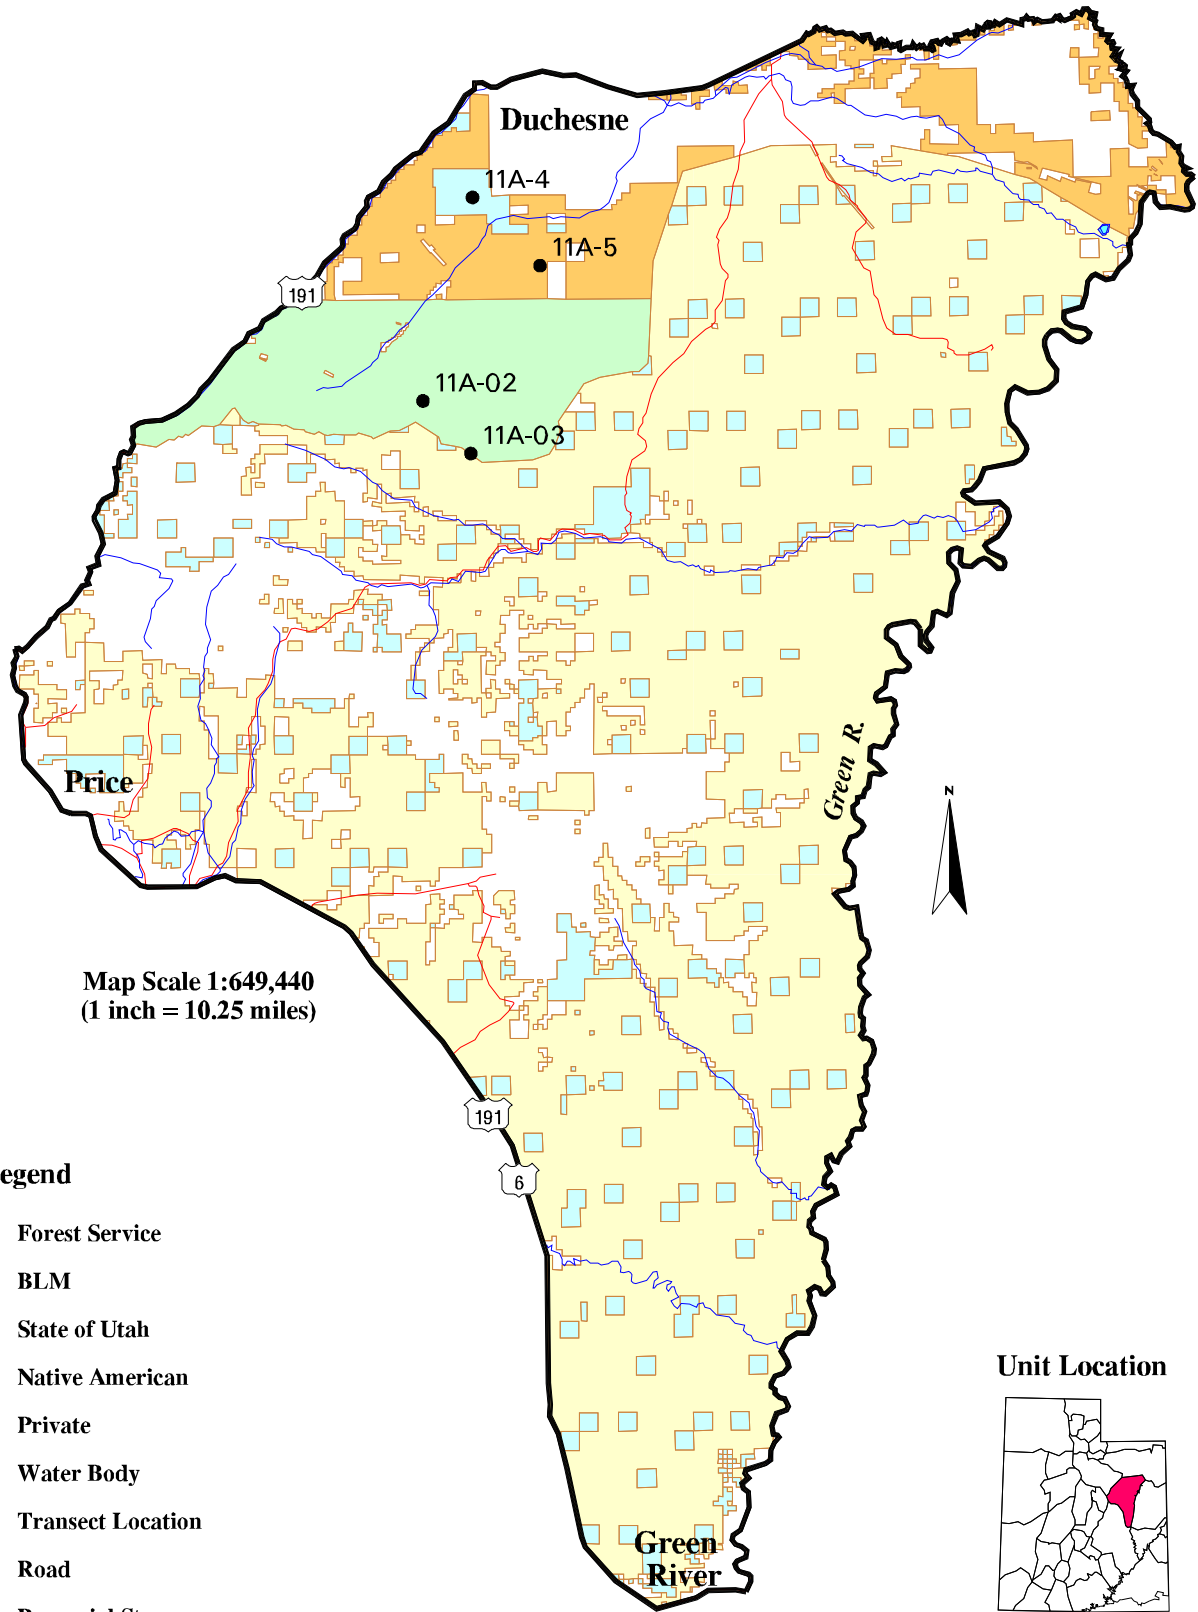 Duchesne
11A-4
11A-5
191
11A-02
11A-03
Green R.
Price
N
Map Scale 1:649,440
(1 inch = 10.25 miles)
191
6
egend
Forest Service
BLM
State of Utah
Native American
Private
Water Body
Transect Location
Road
Unit Location
Green
River